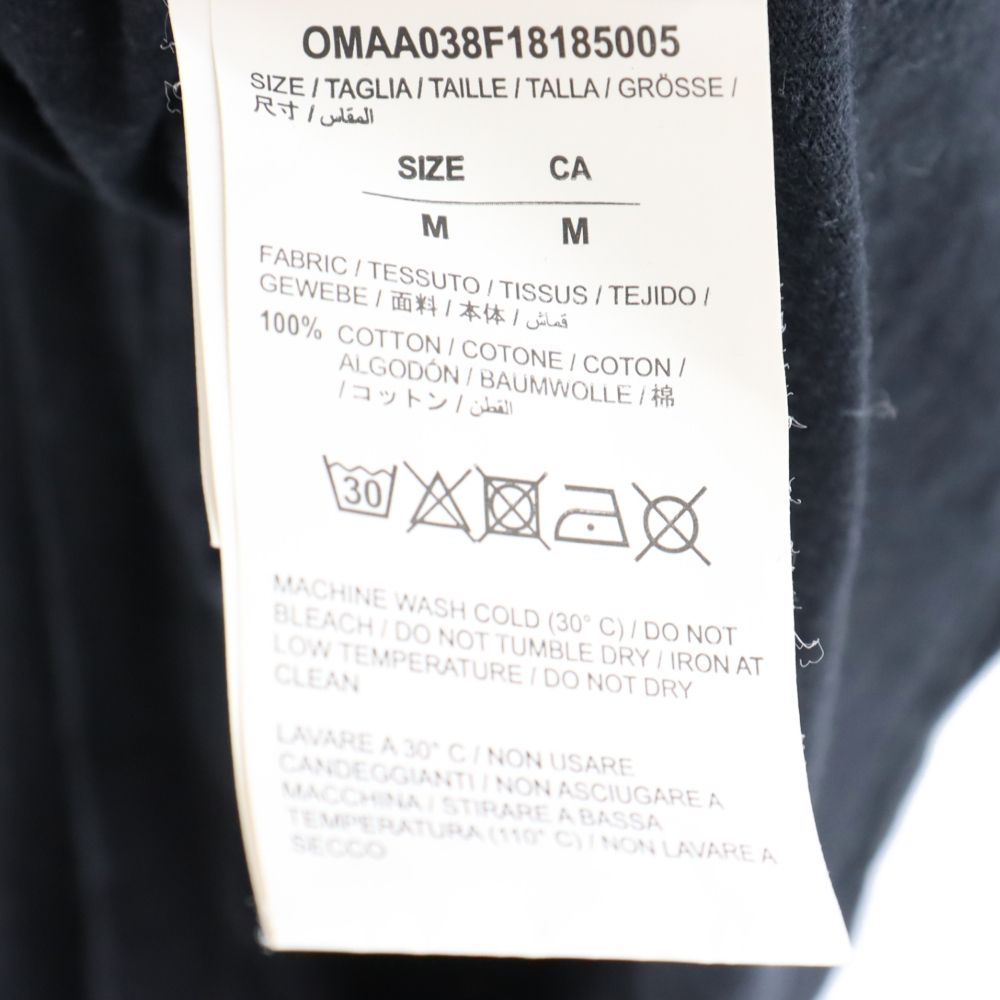 OMAA038F18185005
SIZE / TAGLIA / TAILLE / TALLA / GRÖSSE /
尺寸 / المقاس
SIZE CA
M M
FABRIC / TESSUTO / TISSUS / TEJIDO /
GEWEBE / 面料 / 本体 / قماش
100% COTTON / COTONE / COTON /
ALGODÓN / BAUMWOLLE / 棉
/ コットン / القطن
30
MACHINE WASH COLD (30° C) / DO NOT
BLEACH / DO NOT TUMBLE DRY / IRON AT
LOW TEMPERATURE / DO NOT DRY
CLEAN
LAVARE A 30° C / NON USARE
CANDEGGIANTI / NON ASCIUGARE A
MACCHINA / STIRARE A BASSA
TEMPERATURA (110° C) / NON LAVARE A
SECCO